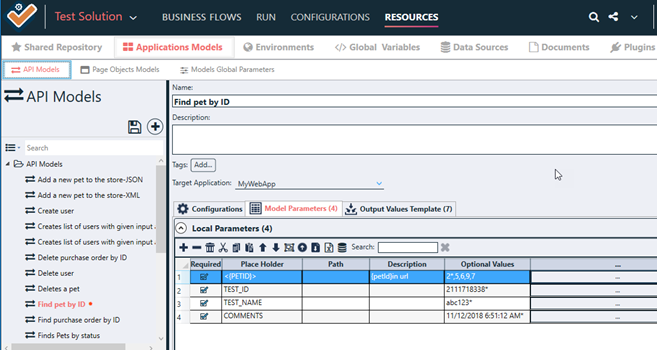 Test Solution
BUSINESS FLOWS RUN CONFIGURATIONS RESOURCES
Shared Repository Applications Models Environments Global Variables Data Sources Documents Plugins
API Models Page Objects Models Models Global Parameters
API Models
Search
API Models
Add a new pet to the store-JSON
Add a new pet to the store-XML
Create user
Creates list of users with given input
Creates list of users with given input
Delete purchase order by ID
Delete user
Deletes a pet
Find pet by ID
Find purchase order by ID
Finds Pets by status
Name:
Find pet by ID
Description:
Tags: Add...
Target Application: MyWebApp
Configurations Model Parameters (4) Output Values Template (7)
Local Parameters (4)
Search:
Required Place Holder Path Description Optional Values ...
1 <{PETID}> {petId}in url 2*,5,6,9,7 ...
2 TEST_ID 2111718338* ...
3 TEST_NAME abc123* ...
4 COMMENTS 11/12/2018 6:51:12 AM* ...